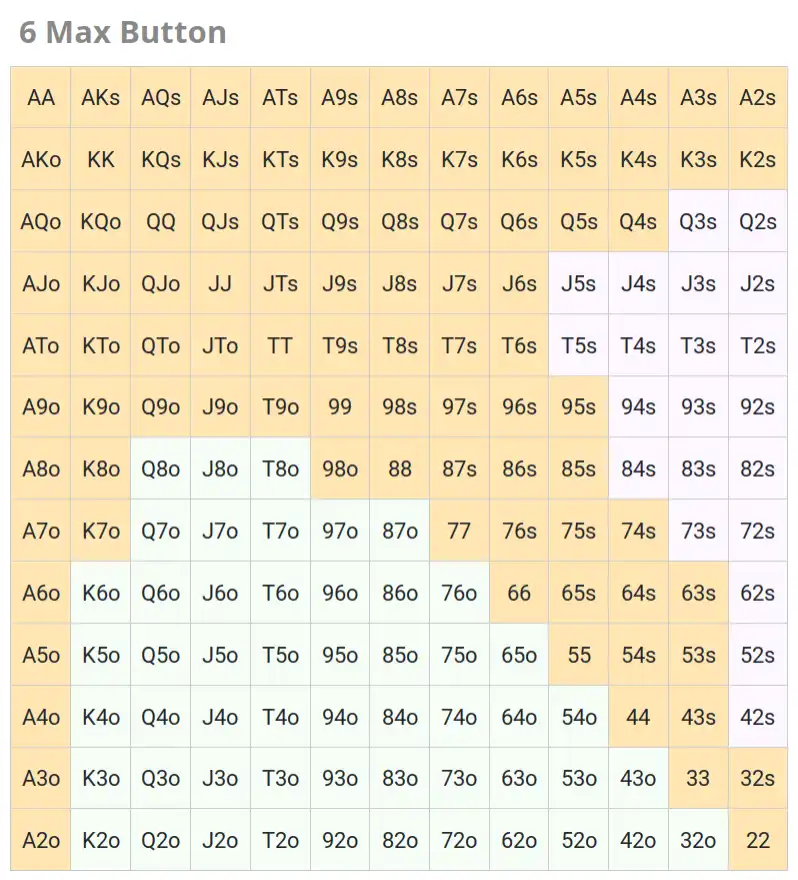 6 Max Button
AA AKs AQs AJs ATs A9s A8s A7s A6s A5s A4s A3s A2s
AKo KK KQs KJs KTs K9s K8s K7s K6s K5s K4s K3s K2s
AQo KQo QQ QJs QTs Q9s Q8s Q7s Q6s Q5s Q4s Q3s Q2s
AJo KJo QJo JJ JTs J9s J8s J7s J6s J5s J4s J3s J2s
ATo KTo QTo JTo TT T9s T8s T7s T6s T5s T4s T3s T2s
A9o K9o Q9o J9o T9o 99 98s 97s 96s 95s 94s 93s 92s
A8o K8o Q8o J8o T8o 98o 88 87s 86s 85s 84s 83s 82s
A7o K7o Q7o J7o T7o 97o 87o 77 76s 75s 74s 73s 72s
A6o K6o Q6o J6o T6o 96o 86o 76o 66 65s 64s 63s 62s
A5o K5o Q5o J5o T5o 95o 85o 75o 65o 55 54s 53s 52s
A4o K4o Q4o J4o T4o 94o 84o 74o 64o 54o 44 43s 42s
A3o K3o Q3o J3o T3o 93o 83o 73o 63o 53o 43o 33 32s
A2o K2o Q2o J2o T2o 92o 82o 72o 62o 52o 42o 32o 22